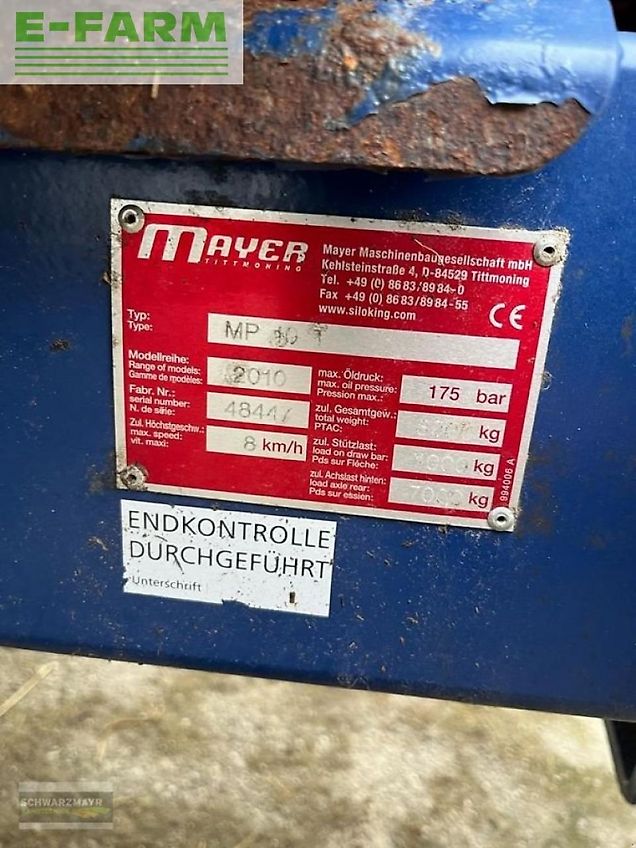 E-FARM
MAYER
TITTMONING
Mayer Maschinenbaugesellschaft mbH
Kehlsteinstraße 4, D-84529 Tittmoning
Tel. +49 (0) 86 83/89 84-0
Fax +49 (0) 86 83/89 84-55
www.siloking.com
CE
Typ:
Type:
MP 10 T
Modellreihe:
Range of models:
Gamme de modèles:
2010
Fabr. Nr.:
serial number:
N. de série:
48447
Zul. Höchstgeschw.:
max. speed:
vit. maxi:
8 km/h
max. Öldruck:
max. oil pressure:
Pression max.:
175 bar
zul. Gesamtgew.:
total weight:
PTAC:
kg
zul. Stützlast:
load on draw bar:
Pds sur Flèche:
kg
zul. Achslast hinten:
load axle rear:
Pds sur essien:
kg
994006 A
ENDKONTROLLE
DURCHGEFÜHRT
Unterschrift
SCHWARZMAYR